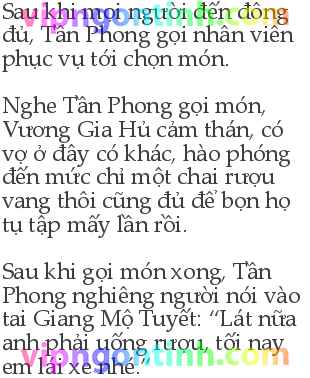 Sau khi mọi người đến đông
vipngontinh.com
đủ, Tần Phong gọi nhân viên
phục vụ tới chọn món.
Nghe Tần Phong gọi món,
Vương Gia Hủ cảm thán, có
vợ ở đây có khác, hào phóng
đến mức chỉ một chai rượu
vang thôi cũng đủ để bọn họ
tụ tập mấy lần rồi.
Sau khi gọi món xong, Tần
Phong nghiêng người nói vào
tai Giang Mộ Tuyết: “Lát nữa
anh phải uống rượu, tối nay
vipngontinh.com
em lái xe nhé.”